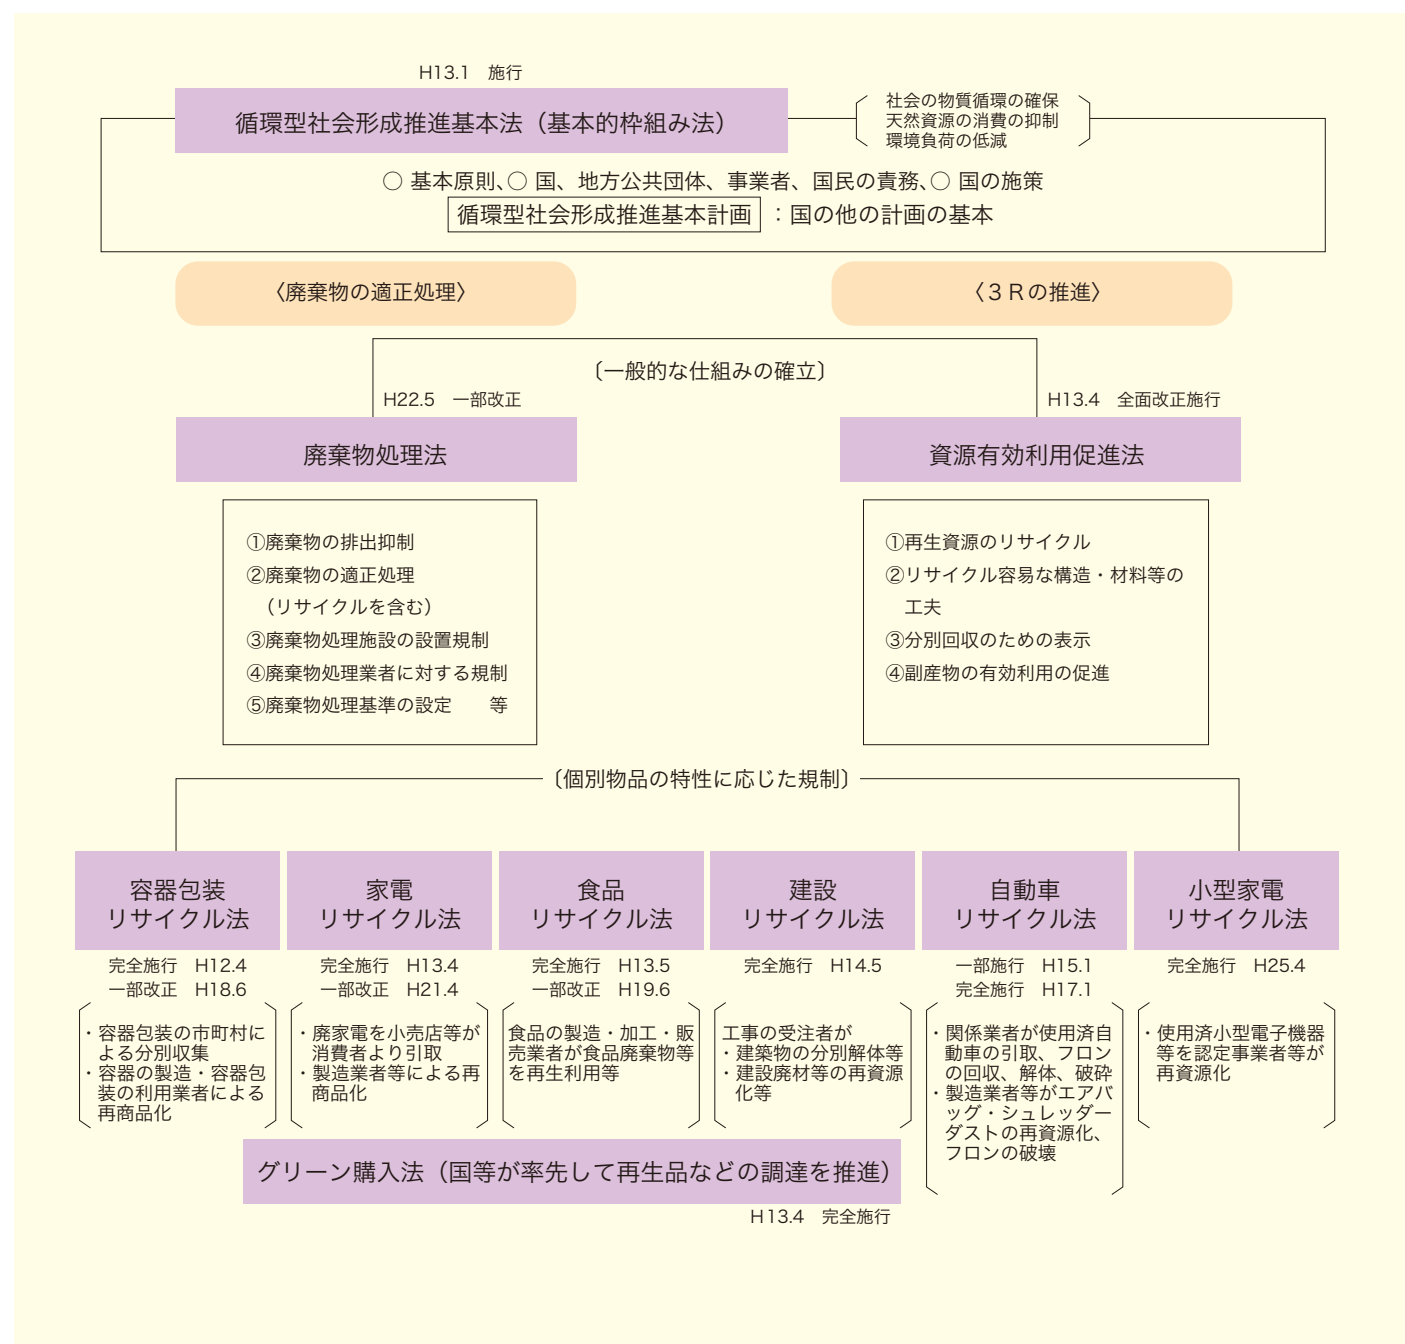 H13.1　施行
循環型社会形成推進基本法（基本的枠組み法）
社会の物質循環の確保
天然資源の消費の抑制
環境負荷の低減
○ 基本原則、○ 国、地方公共団体、事業者、国民の責務、○ 国の施策
循環型社会形成推進基本計画 ：国の他の計画の基本
〈廃棄物の適正処理〉
〈３Ｒの推進〉
〔一般的な仕組みの確立〕
H22.5　一部改正
廃棄物処理法
①廃棄物の排出抑制
②廃棄物の適正処理
（リサイクルを含む）
③廃棄物処理施設の設置規制
④廃棄物処理業者に対する規制
⑤廃棄物処理基準の設定　　等
H13.4　全面改正施行
資源有効利用促進法
①再生資源のリサイクル
②リサイクル容易な構造・材料等の
工夫
③分別回収のための表示
④副産物の有効利用の促進
〔個別物品の特性に応じた規制〕
容器包装
リサイクル法
完全施行　H12.4
一部改正　H18.6
・容器包装の市町村に
よる分別収集
・容器の製造・容器包
装の利用業者による
再商品化
家電
リサイクル法
完全施行　H13.4
一部改正　H21.4
・廃家電を小売店等が
消費者より引取
・製造業者等による再
商品化
食品
リサイクル法
完全施行　H13.5
一部改正　H19.6
食品の製造・加工・販
売業者が食品廃棄物等
を再生利用等
建設
リサイクル法
完全施行　H14.5
工事の受注者が
・建築物の分別解体等
・建設廃材等の再資源
化等
自動車
リサイクル法
一部施行　H15.1
完全施行　H17.1
・関係業者が使用済自
動車の引取、フロン
の回収、解体、破砕
・製造業者等がエアバ
ッグ・シュレッダー
ダストの再資源化、
フロンの破壊
小型家電
リサイクル法
完全施行　H25.4
・使用済小型電子機器
等を認定事業者等が
再資源化
グリーン購入法（国等が率先して再生品などの調達を推進）
H13.4　完全施行